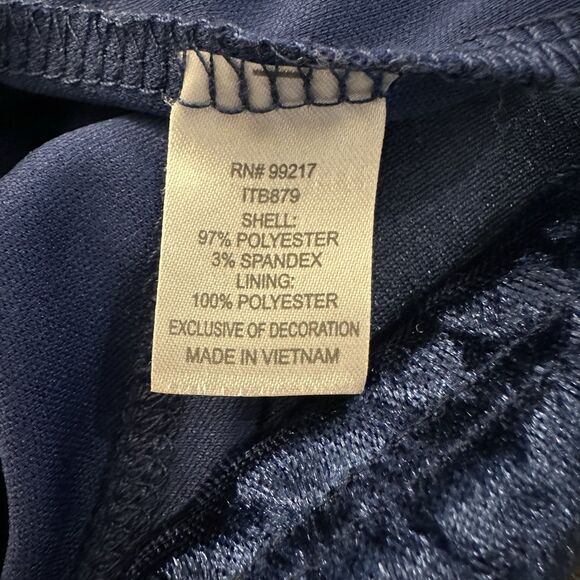 RN# 99217
ITB879
SHELL:
97% POLYESTER
3% SPANDEX
LINING:
100% POLYESTER
EXCLUSIVE OF DECORATION
MADE IN VIETNAM